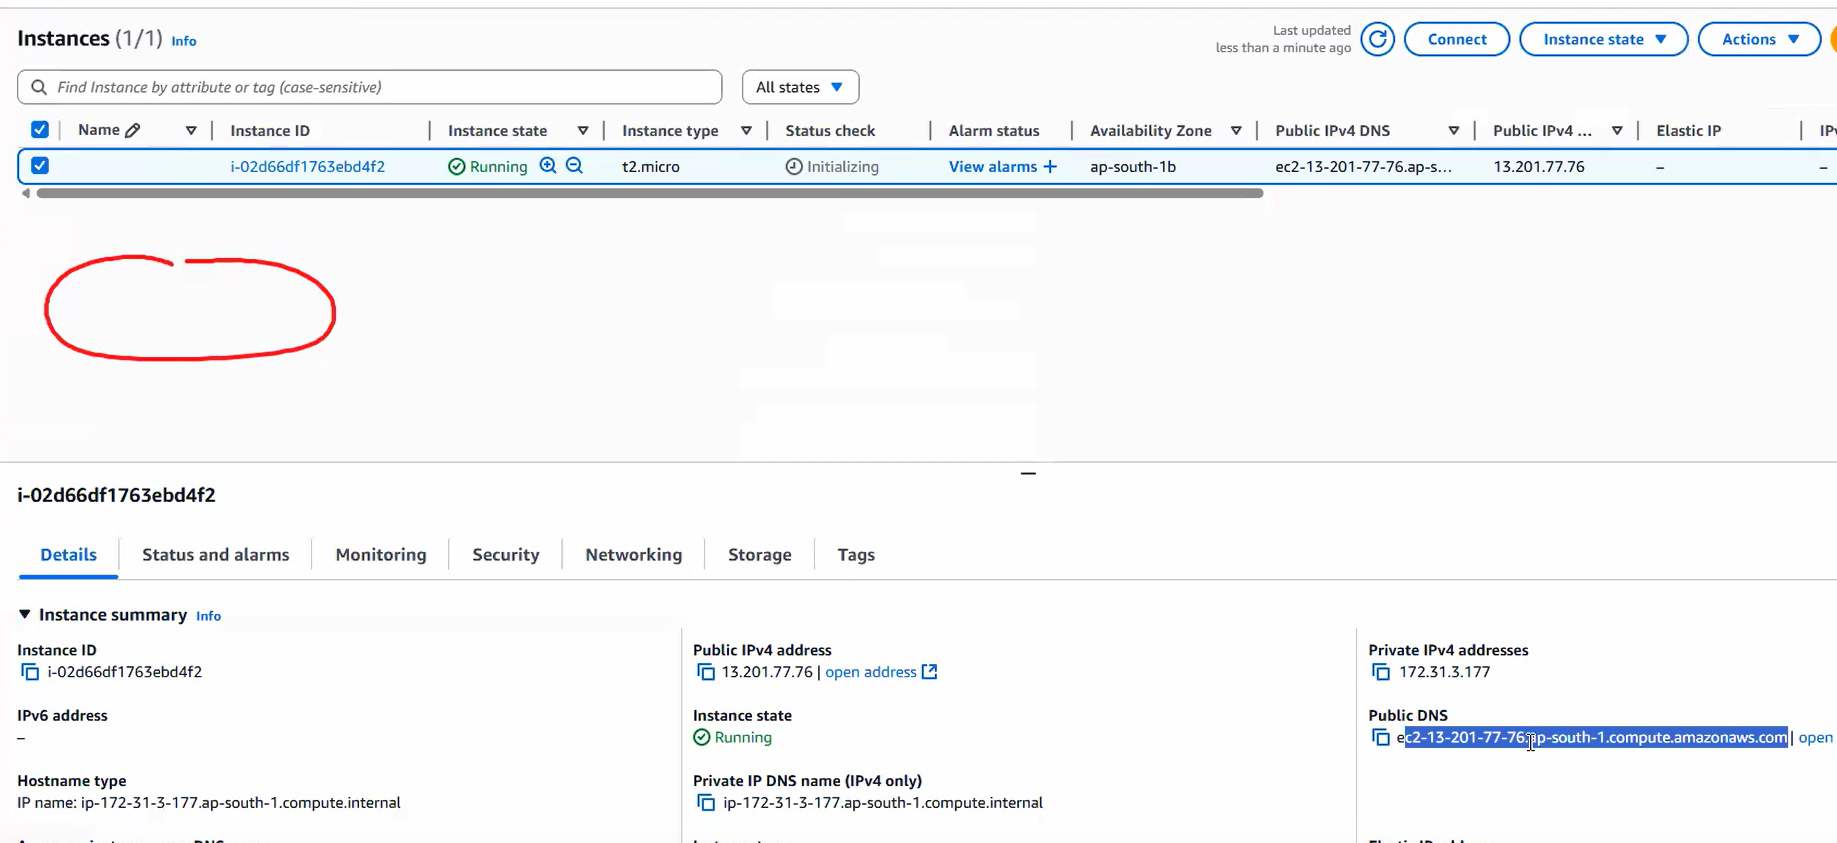 Instances (1/1) Info
Last updated
less than a minute ago
Connect
Instance state
Actions
Find Instance by attribute or tag (case-sensitive)
All states
Name Instance ID Instance state Instance type Status check Alarm status Availability Zone Public IPv4 DNS Public IPv4 ... Elastic IP
i-02d66df1763ebd4f2 Running t2.micro Initializing View alarms + ap-south-1b ec2-13-201-77-76.ap-s... 13.201.77.76 – –
i-02d66df1763ebd4f2
Details Status and alarms Monitoring Security Networking Storage Tags
Instance summary Info
Instance ID
i-02d66df1763ebd4f2
Public IPv4 address
13.201.77.76 | open address
Private IPv4 addresses
172.31.3.177
IPv6 address
–
Instance state
Running
Public DNS
ec2-13-201-77-76.ap-south-1.compute.amazonaws.com | open
Hostname type
IP name: ip-172-31-3-177.ap-south-1.compute.internal
Private IP DNS name (IPv4 only)
ip-172-31-3-177.ap-south-1.compute.internal